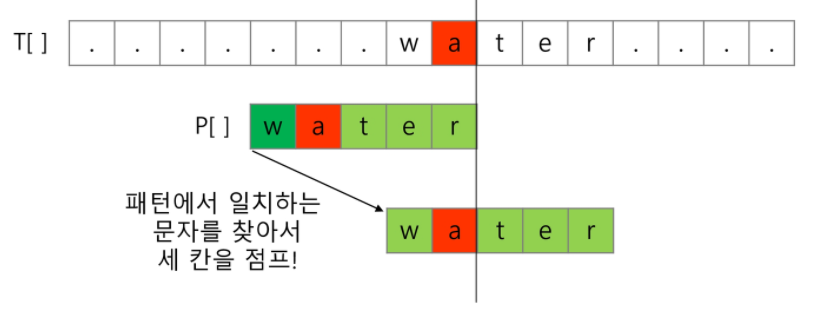 T[ ] . . . . . . . w a t e r . . . .
P[ ] w a t e r
패턴에서 일치하는
문자를 찾아서
세 칸을 점프!
w a t e r